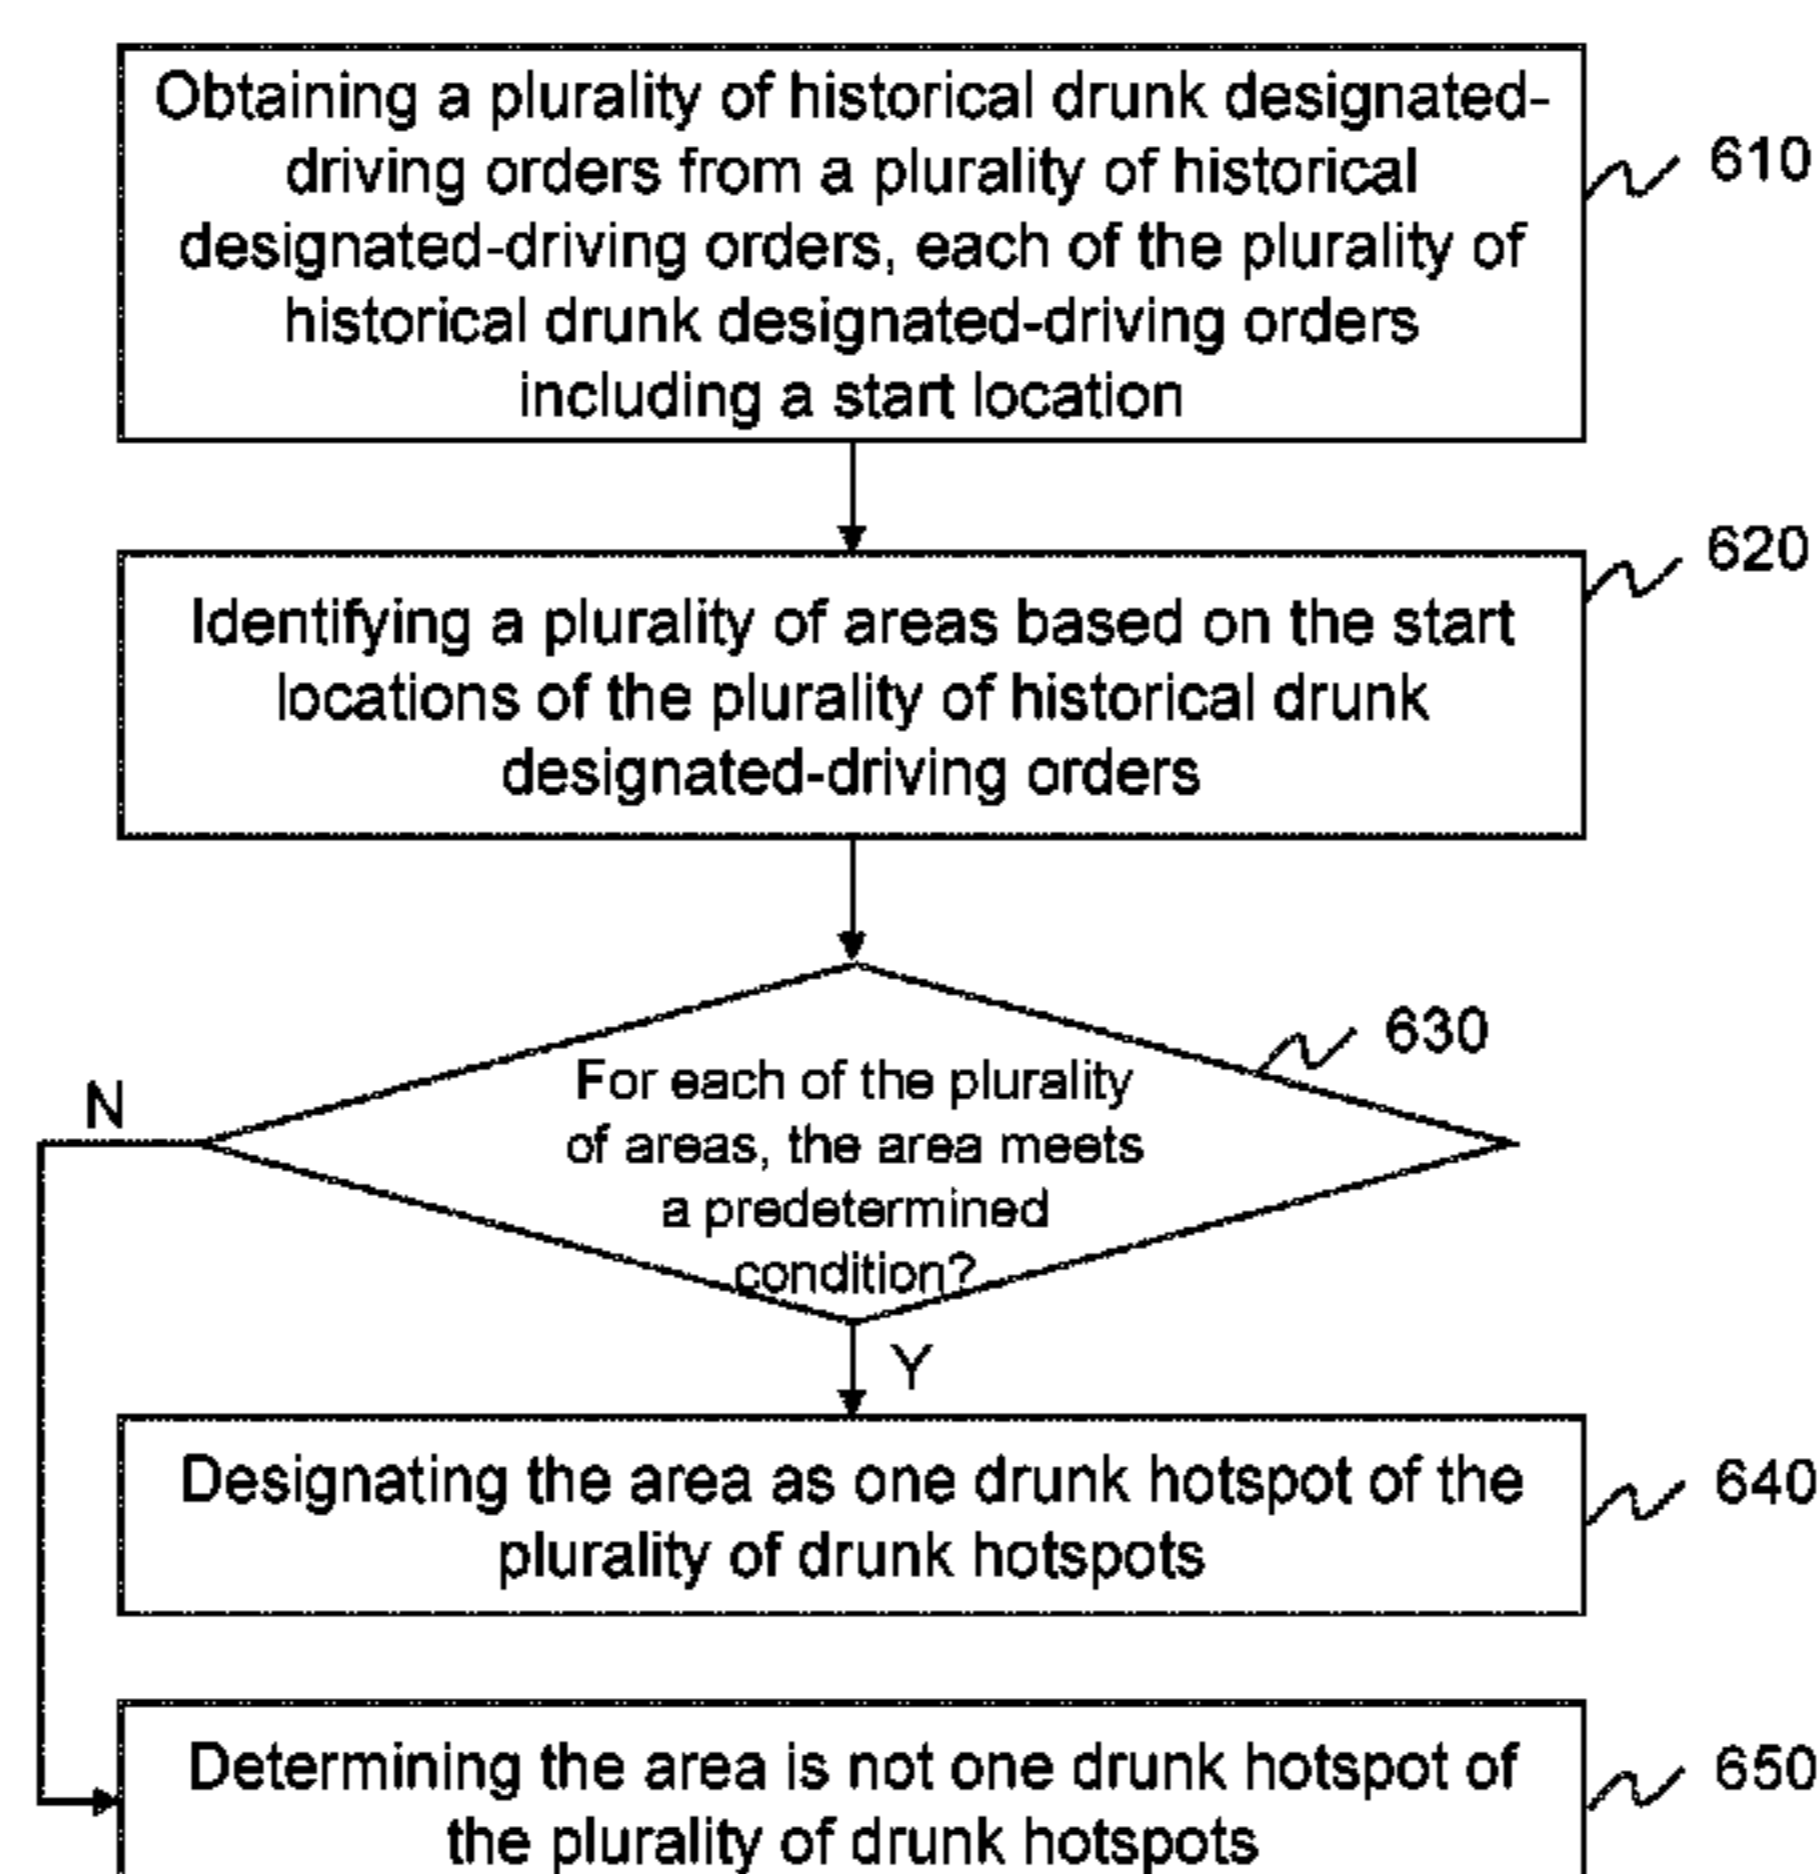 Obtaining a plurality of historical drunk designated-
driving orders from a plurality of historical
designated-driving orders, each of the plurality of
historical drunk designated-driving orders
including a start location
610
Identifying a plurality of areas based on the start
locations of the plurality of historical drunk
designated-driving orders
620
For each of the plurality
of areas, the area meets
a predetermined
condition?
630
N
Y
Designating the area as one drunk hotspot of the
plurality of drunk hotspots
640
Determining the area is not one drunk hotspot of
the plurality of drunk hotspots
650